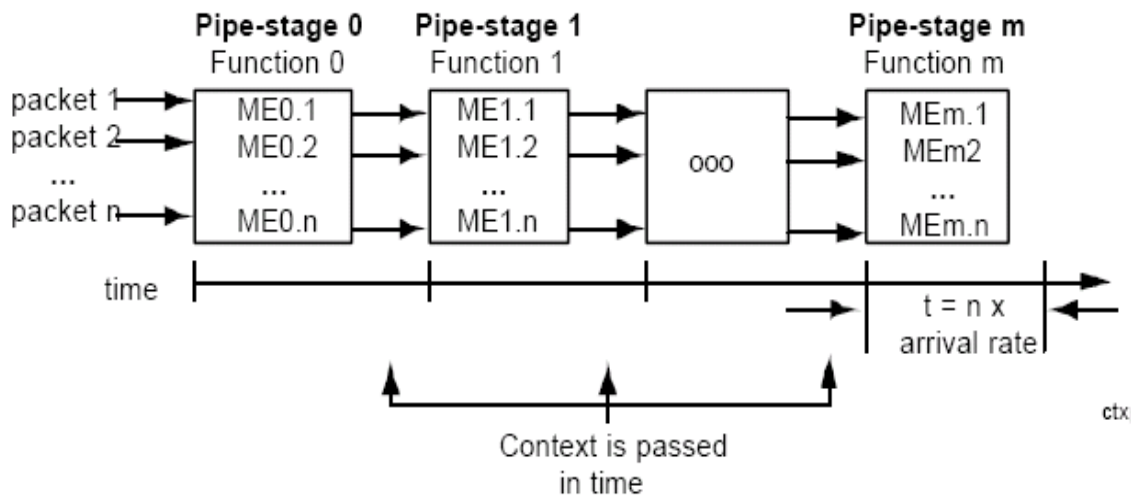 Pipe-stage 0
Function 0
Pipe-stage 1
Function 1
Pipe-stage m
Function m
packet 1
packet 2
...
packet n
ME0.1
ME0.2
...
ME0.n
ME1.1
ME1.2
...
ME1.n
ooo
MEm.1
MEm2
...
MEm.n
time
t = n x
arrival rate
Context is passed
in time
ctx